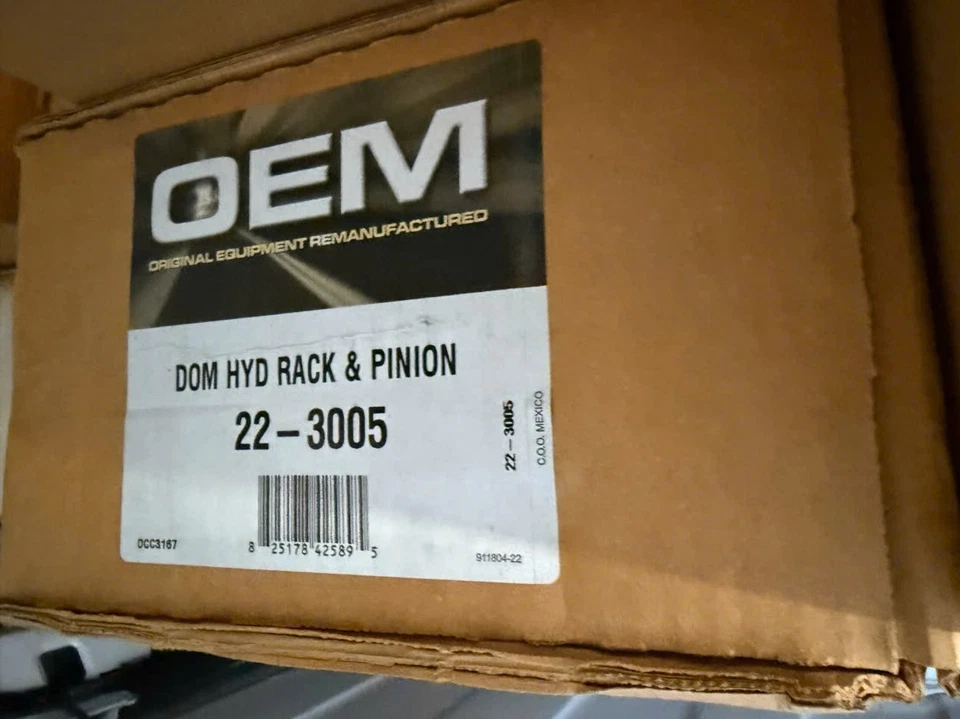 OEM
ORIGINAL EQUIPMENT REMANUFACTURED
DOM HYD RACK & PINION
22-3005
22-3005
C.O.O. MEXICO
OCC3167
8 25178 42589 5
911804-22